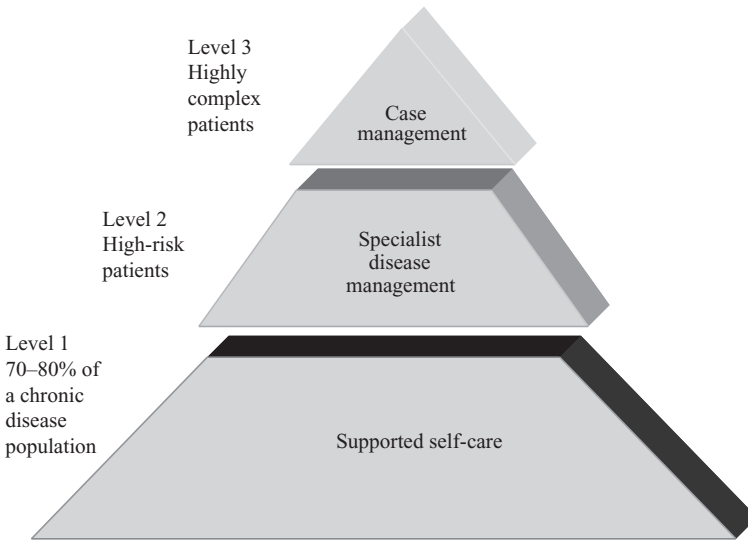 Level 3
Highly
complex
patients
Case
management
Level 2
High-risk
patients
Specialist
disease
management
Level 1
70–80% of
a chronic
disease
population
Supported self-care